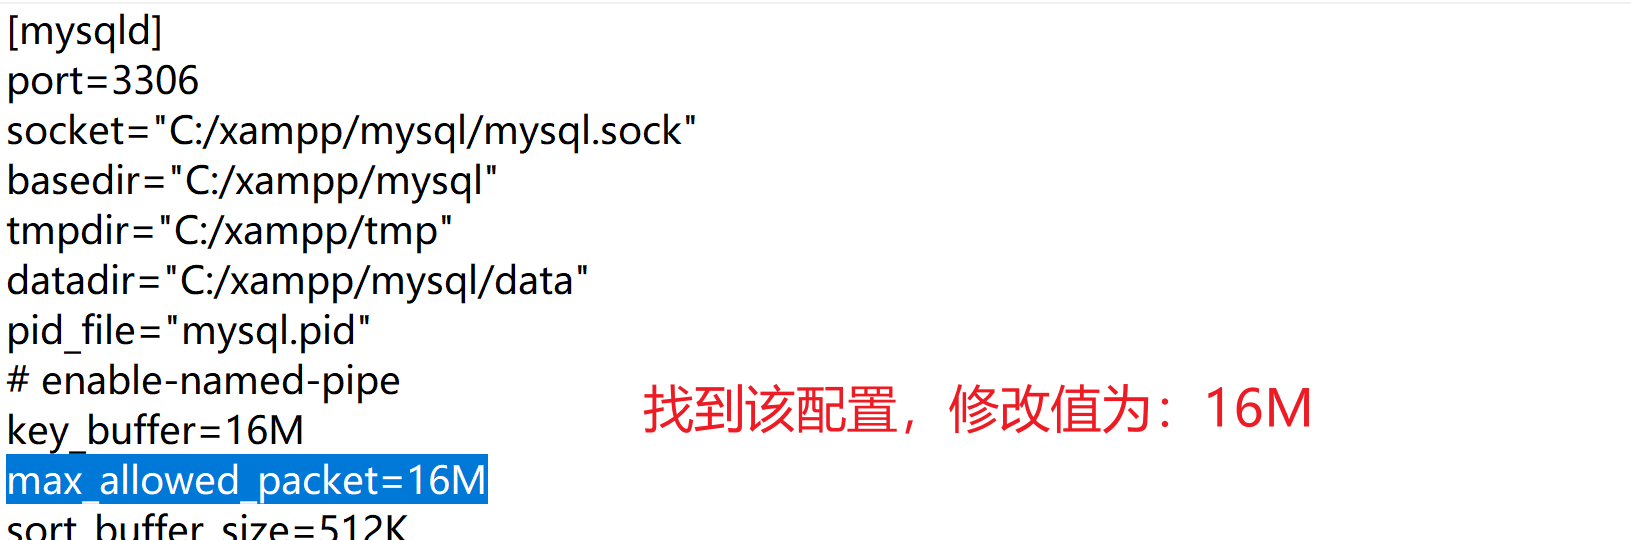 [mysqld]
port=3306
socket="C:/xampp/mysql/mysql.sock"
basedir="C:/xampp/mysql"
tmpdir="C:/xampp/tmp"
datadir="C:/xampp/mysql/data"
pid_file="mysql.pid"
# enable-named-pipe
key_buffer=16M
找到该配置，修改值为：16M
max_allowed_packet=16M
sort_buffer_size=512K